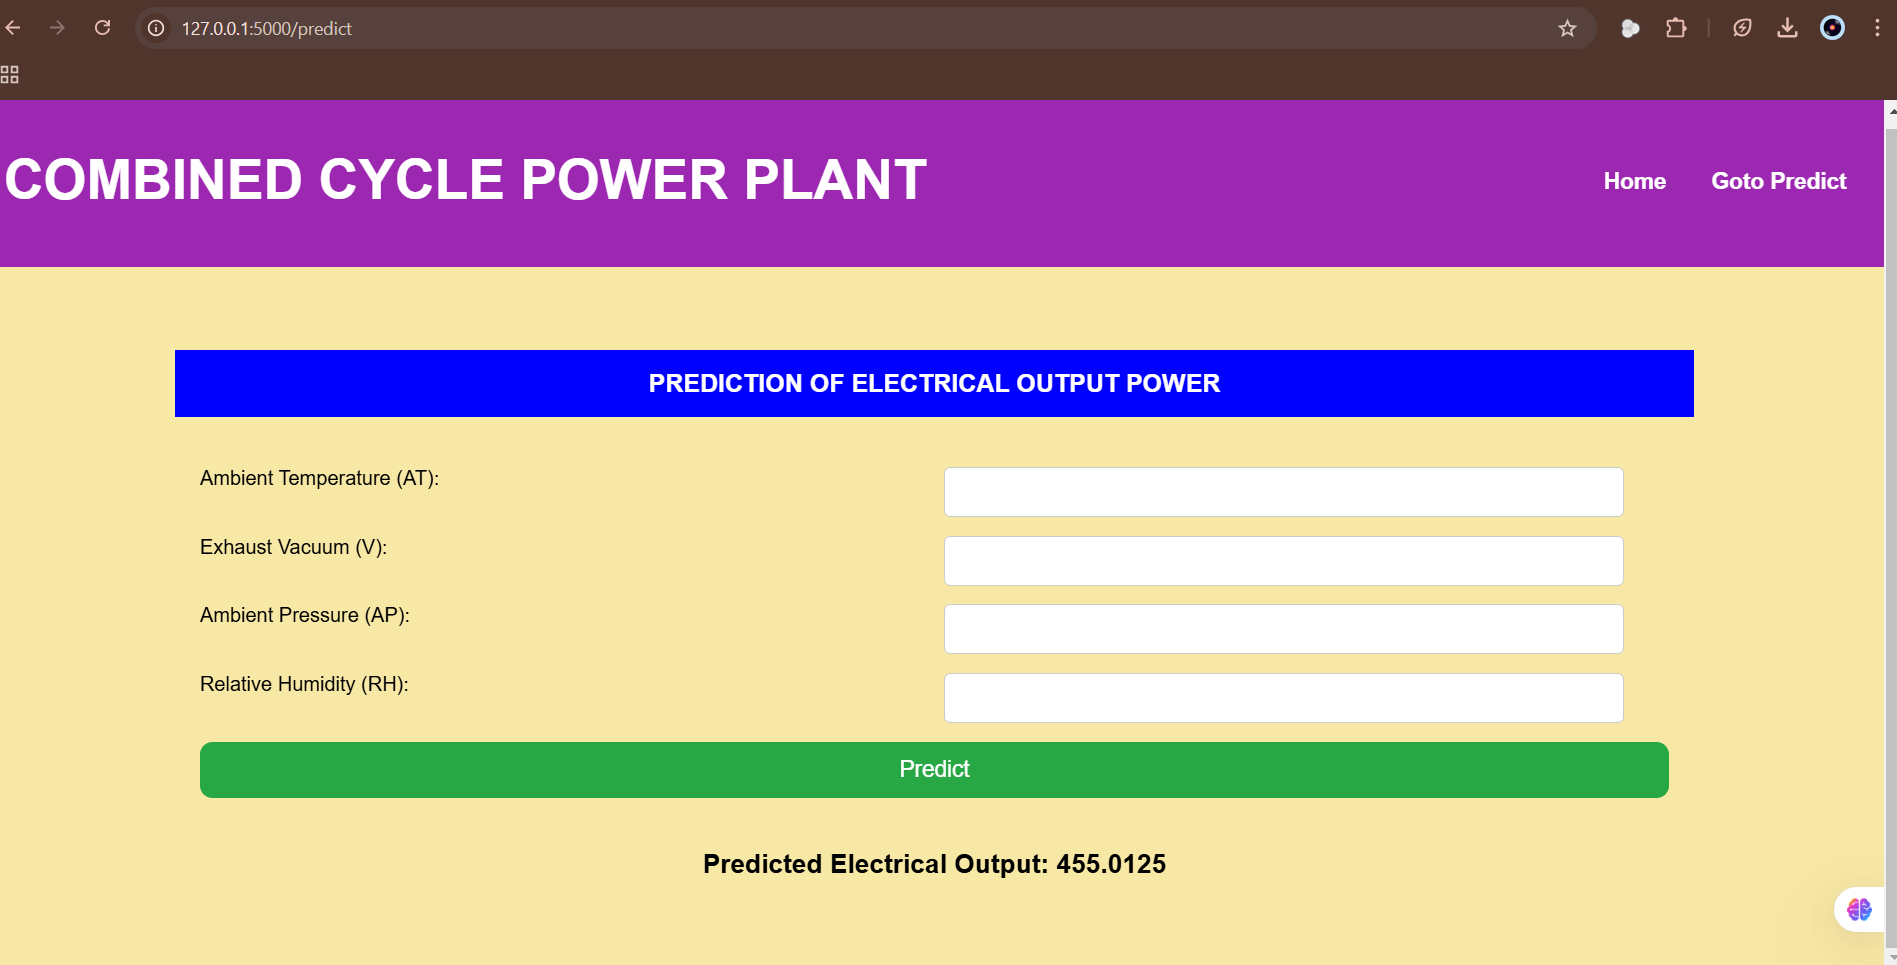 127.0.0.1:5000/predict
COMBINED CYCLE POWER PLANT
Home
Goto Predict
PREDICTION OF ELECTRICAL OUTPUT POWER
Ambient Temperature (AT):
Exhaust Vacuum (V):
Ambient Pressure (AP):
Relative Humidity (RH):
Predict
Predicted Electrical Output: 455.0125